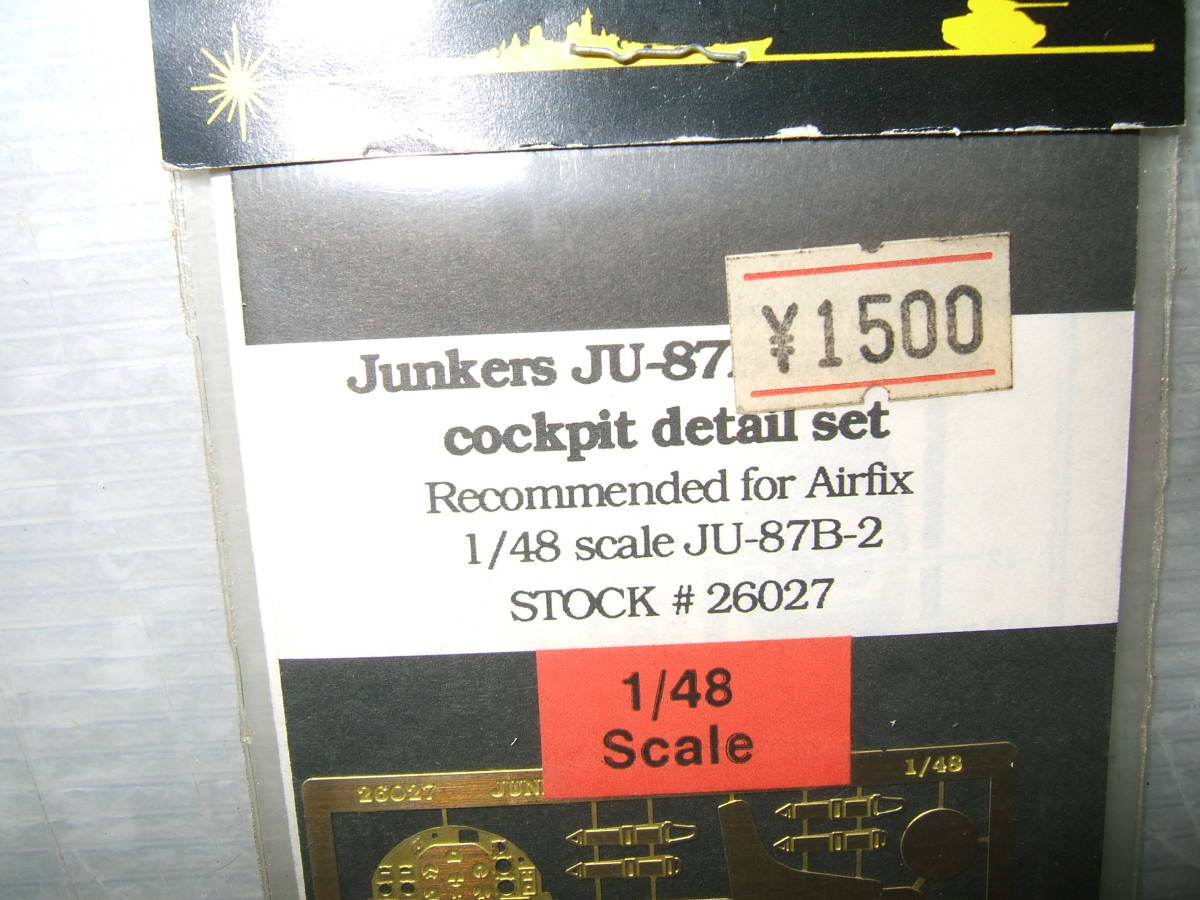 ¥1500
Junkers JU-87
cockpit detail set
Recommended for Airfix
1/48 scale JU-87B-2
STOCK # 26027
1/48
Scale
26027 JUN 1/48